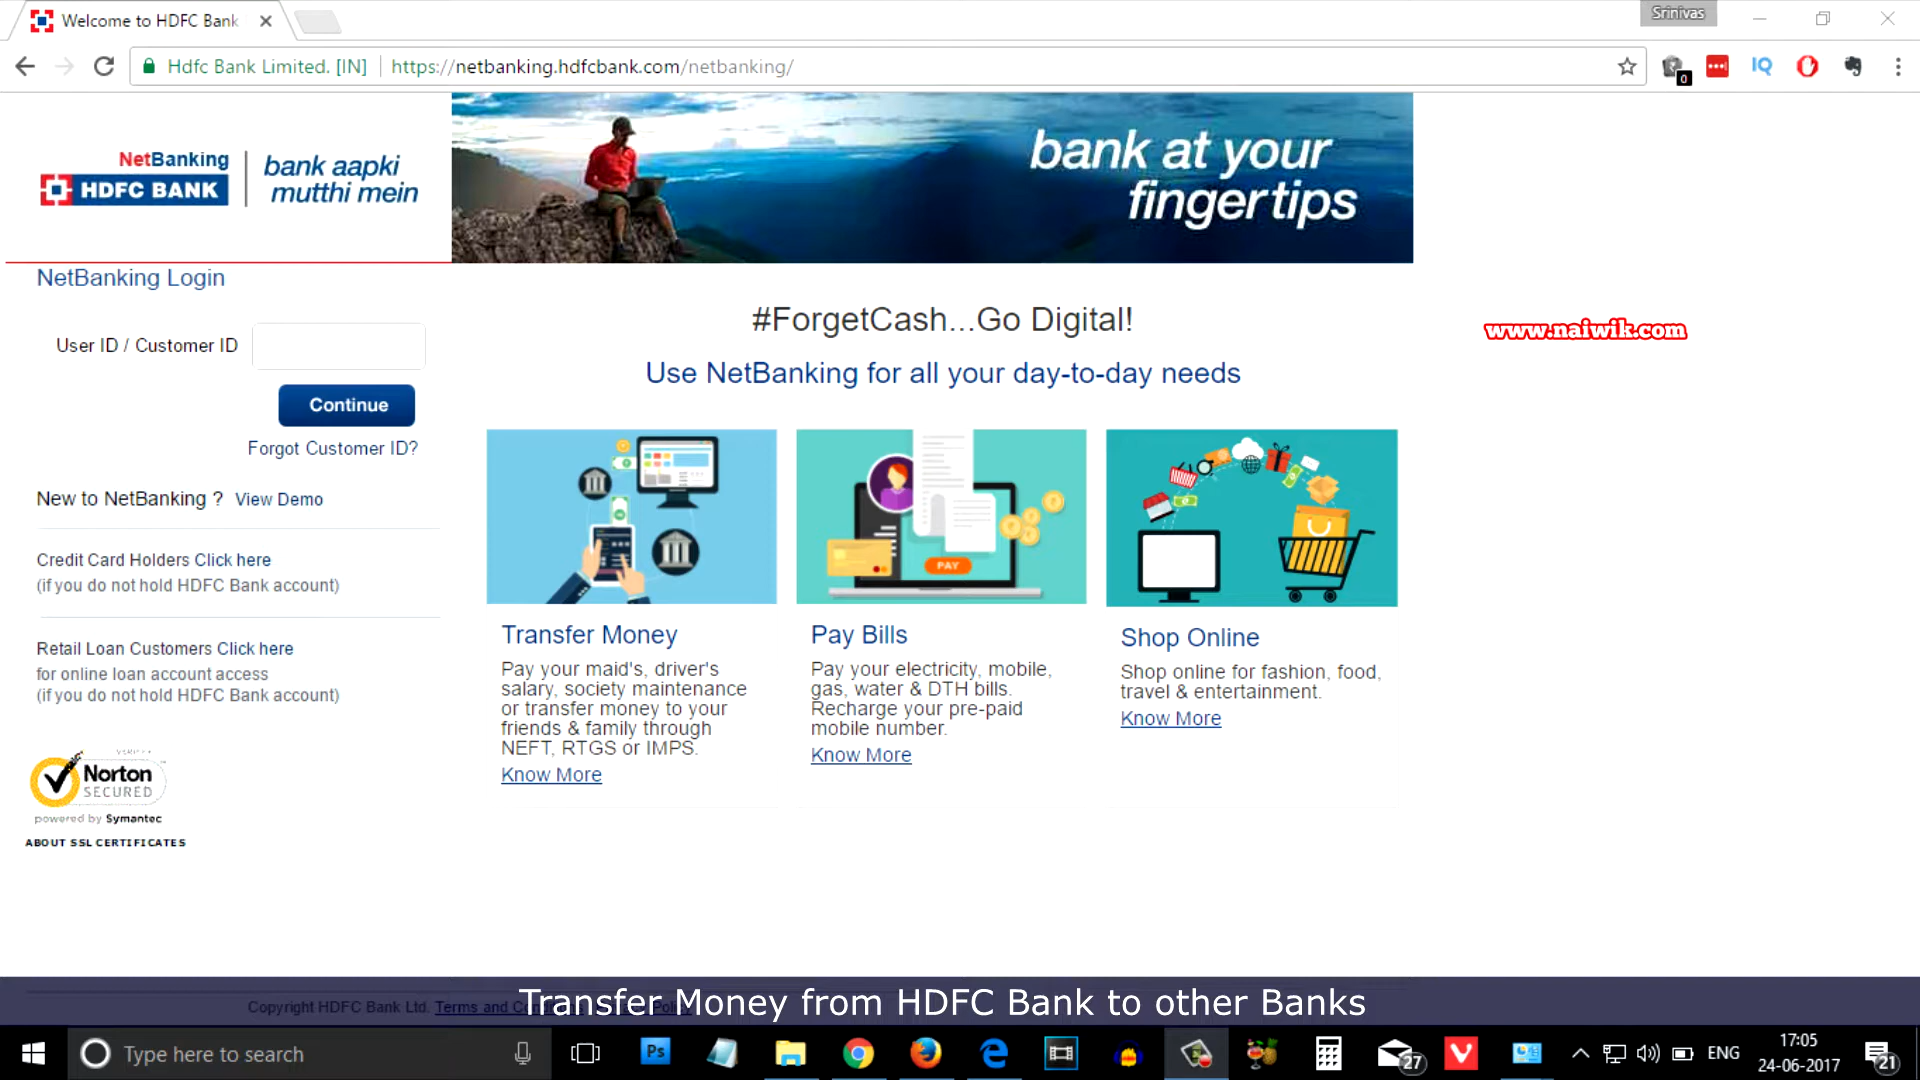 Welcome to HDFC Bank
Srinivas
Hdfc Bank Limited. [IN] https://netbanking.hdfcbank.com/netbanking/
0
IQ
NetBanking
HDFC BANK
bank aapki
mutthi mein
bank at your
fingertips
NetBanking Login
User ID / Customer ID
Continue
Forgot Customer ID?
New to NetBanking ? View Demo
Credit Card Holders Click here
(if you do not hold HDFC Bank account)
Retail Loan Customers Click here
for online loan account access
(if you do not hold HDFC Bank account)
Norton
SECURED
powered by Symantec
ABOUT SSL CERTIFICATES
#ForgetCash...Go Digital!
Use NetBanking for all your day-to-day needs
www.naiwik.com
PAY
Transfer Money
Pay your maid's, driver's
salary, society maintenance
or transfer money to your
friends & family through
NEFT, RTGS or IMPS.
Know More
Pay Bills
Pay your electricity, mobile,
gas, water & DTH bills.
Recharge your pre-paid
mobile number.
Know More
Shop Online
Shop online for fashion, food,
travel & entertainment.
Know More
Copyright HDFC Bank Ltd. Terms and
Transfer Money from HDFC Bank to other Banks
Type here to search
Ps
27
ENG
17:05
24-06-2017
21